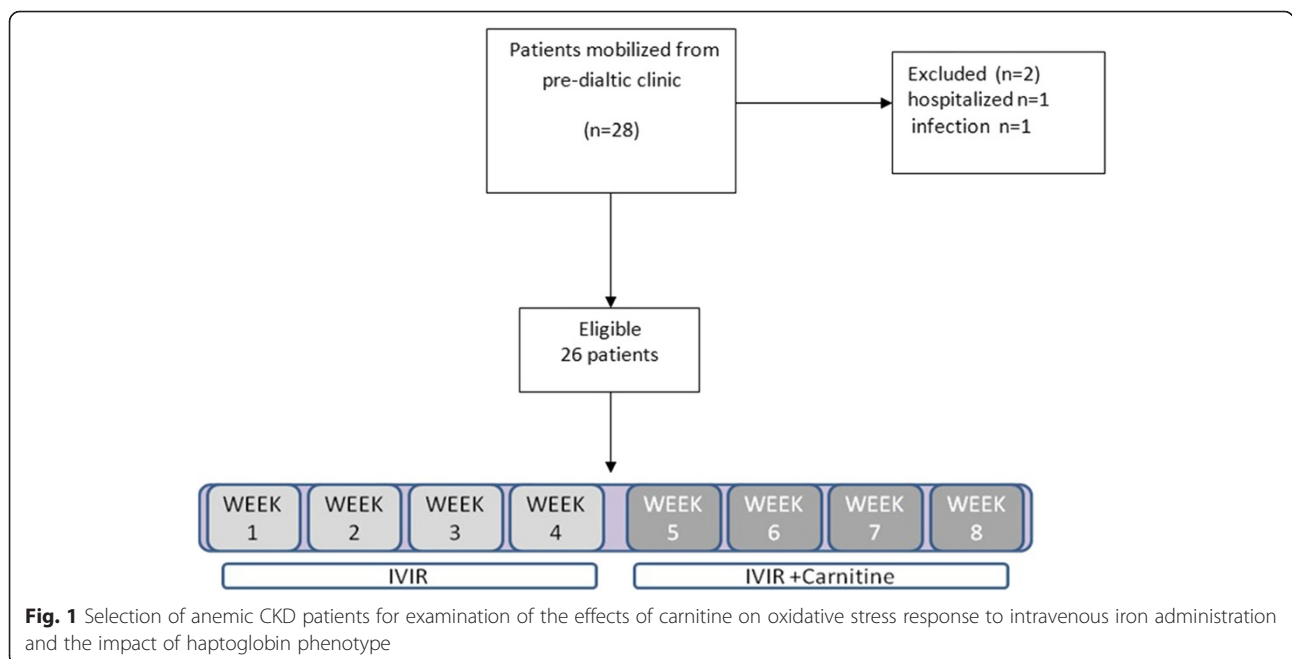 Patients mobilized from
pre-dialtic clinic
(n=28)
Excluded (n=2)
hospitalized n=1
infection n=1
Eligible
26 patients
WEEK
1
WEEK
2
WEEK
3
WEEK
4
WEEK
5
WEEK
6
WEEK
7
WEEK
8
IVIR
IVIR +Carnitine
Fig. 1 Selection of anemic CKD patients for examination of the effects of carnitine on oxidative stress response to intravenous iron administration
and the impact of haptoglobin phenotype